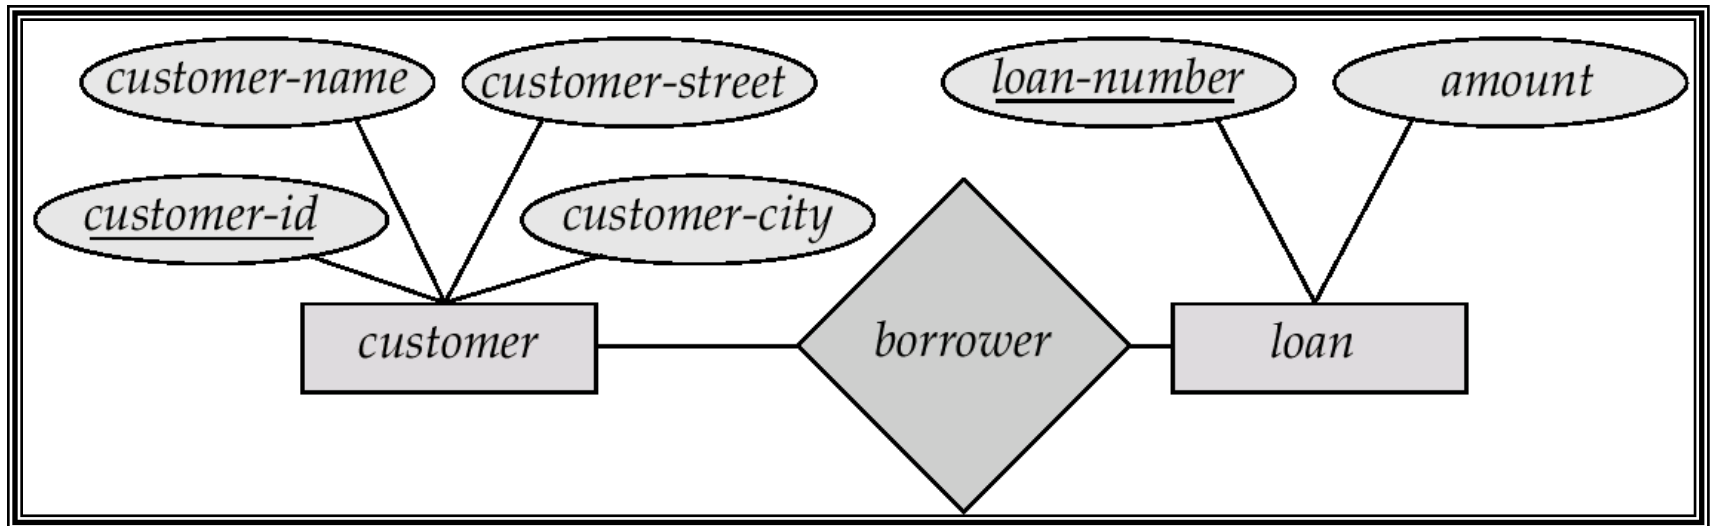 customer-name
customer-street
loan-number
amount
customer-id
customer-city
customer
borrower
loan